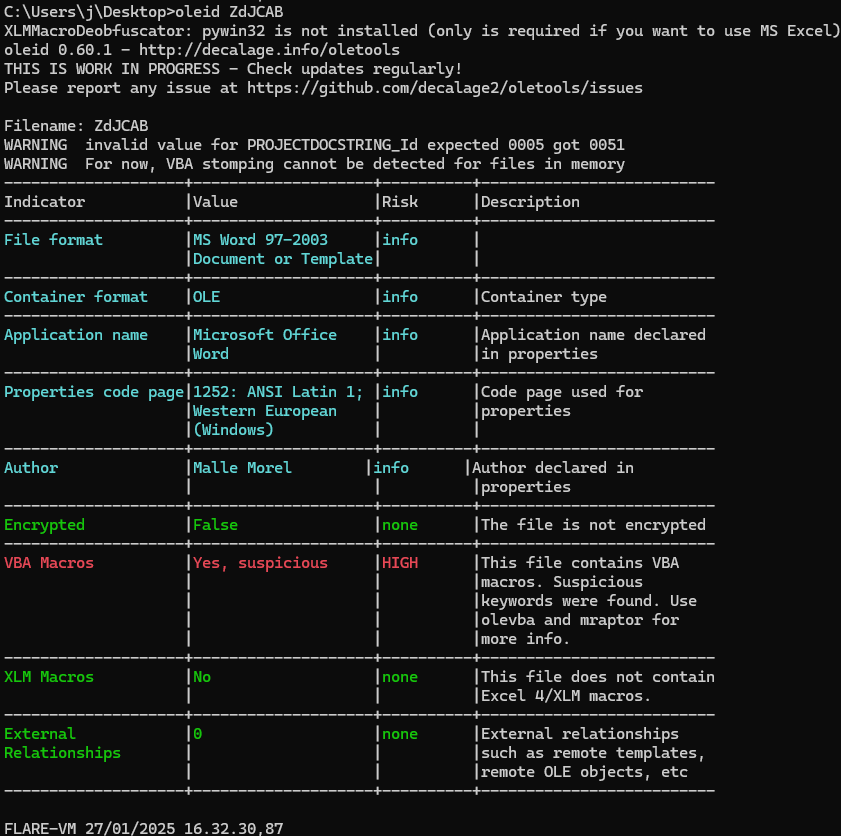 C:\Users\j\Desktop>oleid ZdJCAB
XLMMacroDeobfuscator: pywin32 is not installed (only is required if you want to use MS Excel)
oleid 0.60.1 - http://decalage.info/oletools
THIS IS WORK IN PROGRESS - Check updates regularly!
Please report any issue at https://github.com/decalage2/oletools/issues

Filename: ZdJCAB
WARNING  invalid value for PROJECTDOCSTRING_Id expected 0005 got 0051
WARNING  For now, VBA stomping cannot be detected for files in memory
--------------------+--------------------+----------+--------------------------
Indicator           |Value               |Risk      |Description
--------------------+--------------------+----------+--------------------------
File format         |MS Word 97-2003     |info      |
                    |Document or Template|          |
--------------------+--------------------+----------+--------------------------
Container format    |OLE                 |info      |Container type
--------------------+--------------------+----------+--------------------------
Application name    |Microsoft Office    |info      |Application name declared
                    |Word                |          |in properties
--------------------+--------------------+----------+--------------------------
Properties code page|1252: ANSI Latin 1; |info      |Code page used for
                    |Western European    |          |properties
                    |(Windows)           |          |
--------------------+--------------------+----------+--------------------------
Author              |Malle Morel        |info      |Author declared in
                    |                    |          |properties
--------------------+--------------------+----------+--------------------------
Encrypted           |False               |none      |The file is not encrypted
--------------------+--------------------+----------+--------------------------
VBA Macros          |Yes, suspicious     |HIGH      |This file contains VBA
                    |                    |          |macros. Suspicious
                    |                    |          |keywords were found. Use
                    |                    |          |olevba and mraptor for
                    |                    |          |more info.
--------------------+--------------------+----------+--------------------------
XLM Macros          |No                  |none      |This file does not contain
                    |                    |          |Excel 4/XLM macros.
--------------------+--------------------+----------+--------------------------
External            |0                   |none      |External relationships
Relationships       |                    |          |such as remote templates,
                    |                    |          |remote OLE objects, etc
--------------------+--------------------+----------+--------------------------

FLARE-VM 27/01/2025 16.32.30,87